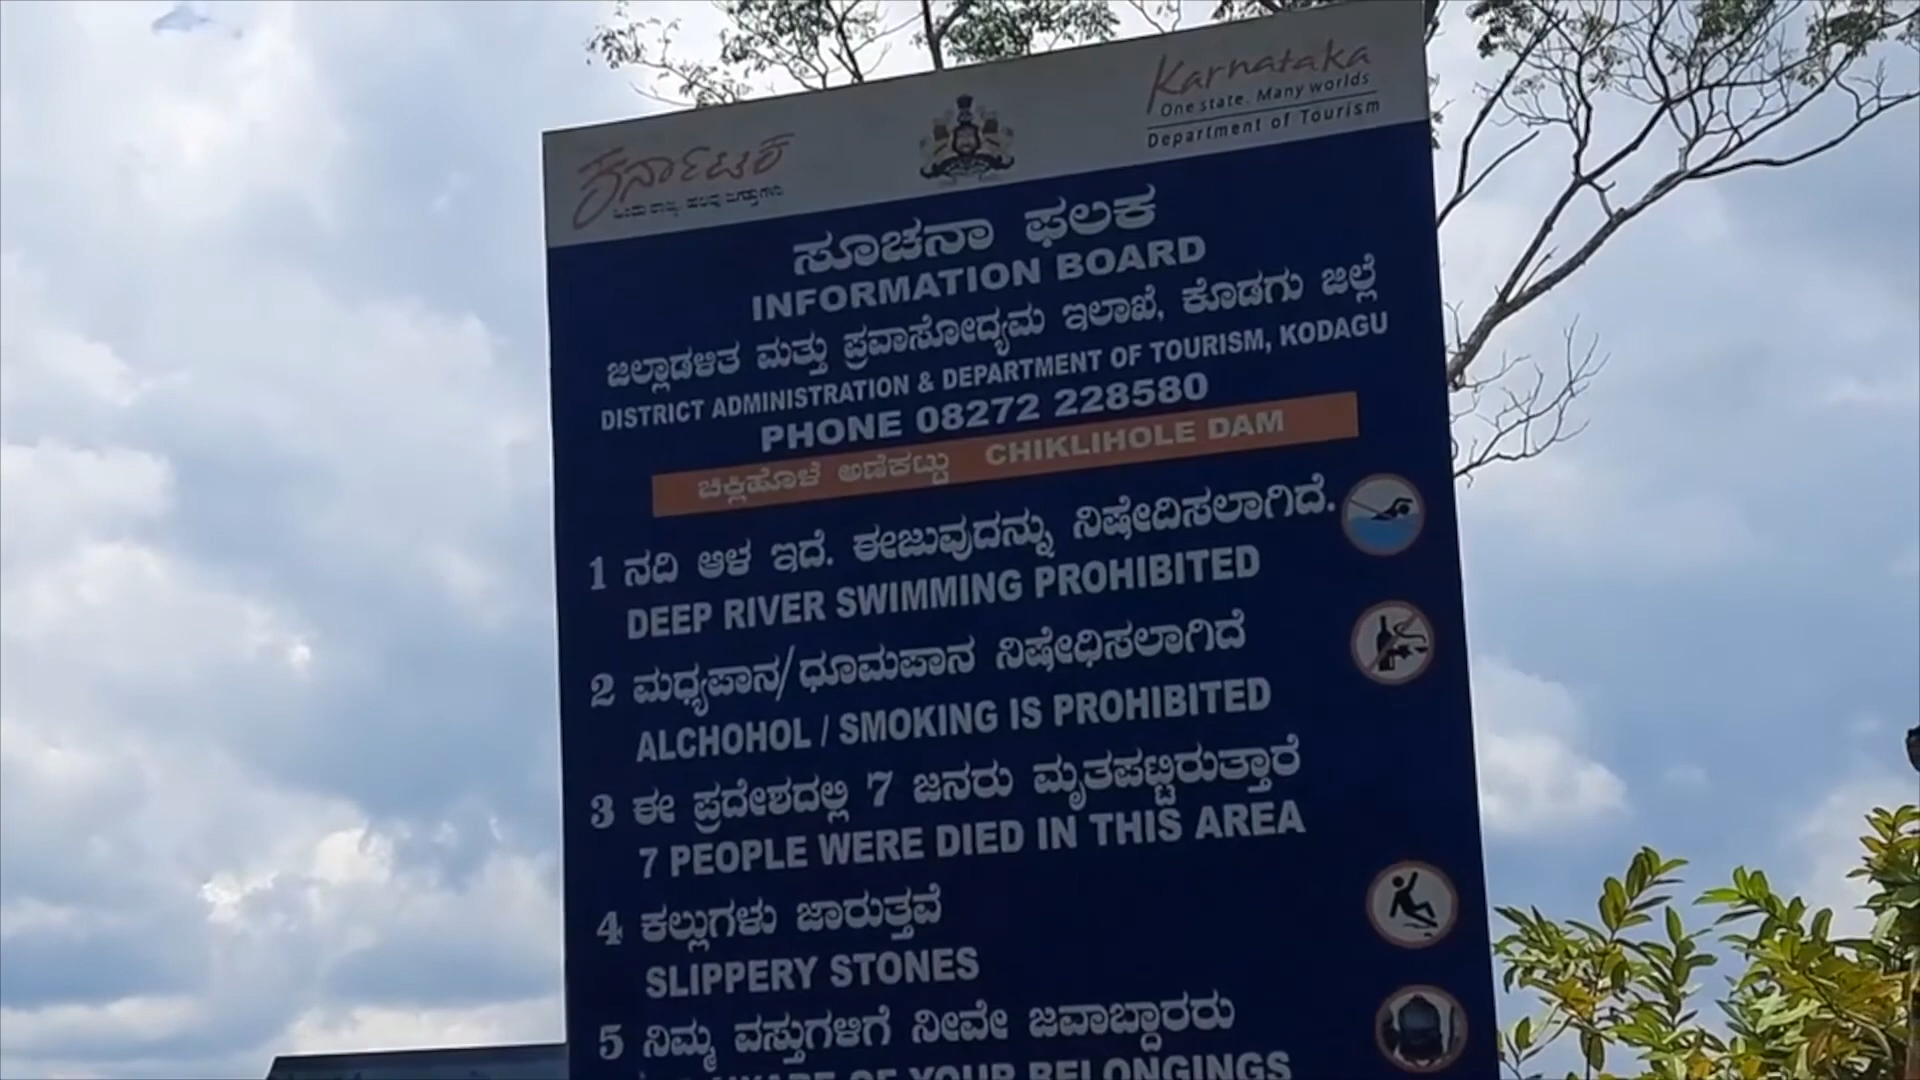 ಕರ್ನಾಟಕ
ಒಂದು ರಾಜ್ಯ. ಹಲವು ಜಗತ್ತುಗಳು
Karnataka
One state. Many worlds
Department of Tourism
ಸೂಚನಾ ಫಲಕ
INFORMATION BOARD
ಜಿಲ್ಲಾಡಳಿತ ಮತ್ತು ಪ್ರವಾಸೋದ್ಯಮ ಇಲಾಖೆ, ಕೊಡಗು ಜಿಲ್ಲೆ
DISTRICT ADMINISTRATION & DEPARTMENT OF TOURISM, KODAGU
PHONE 08272 228580
ಚಿಕ್ಲಿಹೊಳೆ ಅಣೆಕಟ್ಟು CHIKLIHOLE DAM
1 ನದಿ ಆಳ ಇದೆ. ಈಜುವುದನ್ನು ನಿಷೇದಿಸಲಾಗಿದೆ.
DEEP RIVER SWIMMING PROHIBITED
2 ಮಧ್ಯಪಾನ/ಧೂಮಪಾನ ನಿಷೇಧಿಸಲಾಗಿದೆ
ALCHOHOL / SMOKING IS PROHIBITED
3 ಈ ಪ್ರದೇಶದಲ್ಲಿ 7 ಜನರು ಮೃತಪಟ್ಟಿರುತ್ತಾರೆ
7 PEOPLE WERE DIED IN THIS AREA
4 ಕಲ್ಲುಗಳು ಜಾರುತ್ತವೆ
SLIPPERY STONES
5 ನಿಮ್ಮ ವಸ್ತುಗಳಿಗೆ ನೀವೇ ಜವಾಬ್ದಾರರು
AWARE OF YOUR BELONGINGS